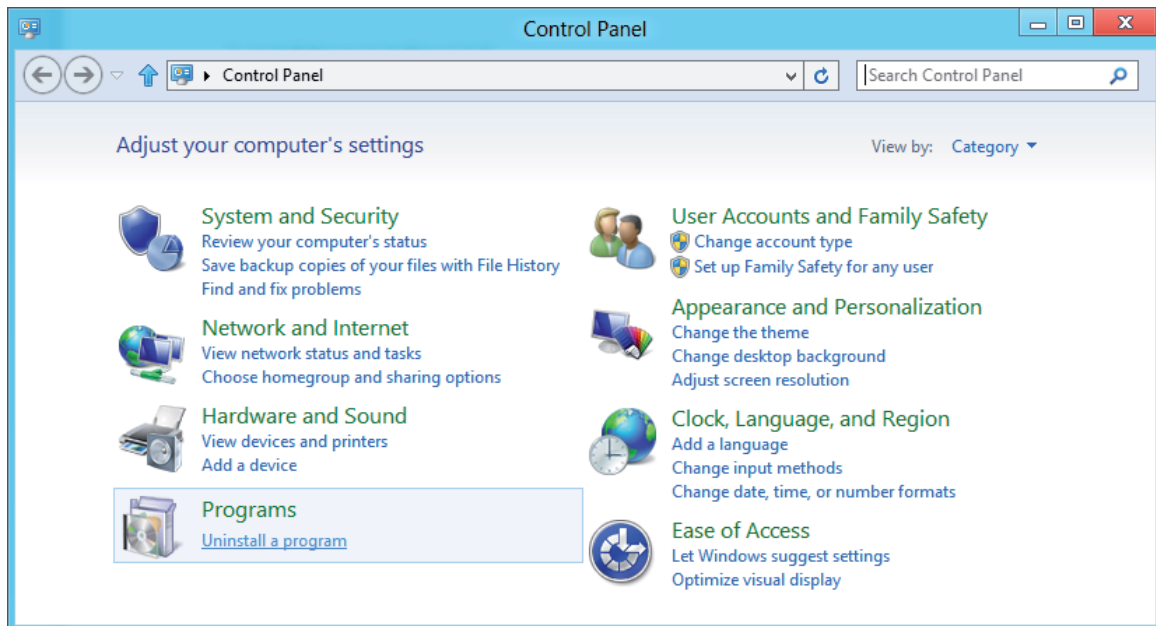 Control Panel
Control Panel
Search Control Panel
Adjust your computer's settings
View by: Category
System and Security
Review your computer's status
Save backup copies of your files with File History
Find and fix problems
Network and Internet
View network status and tasks
Choose homegroup and sharing options
Hardware and Sound
View devices and printers
Add a device
Programs
Uninstall a program
User Accounts and Family Safety
Change account type
Set up Family Safety for any user
Appearance and Personalization
Change the theme
Change desktop background
Adjust screen resolution
Clock, Language, and Region
Add a language
Change input methods
Change date, time, or number formats
Ease of Access
Let Windows suggest settings
Optimize visual display